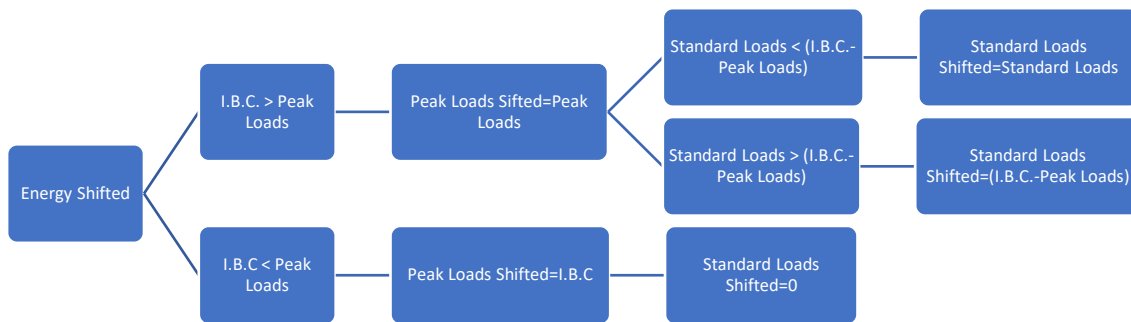 Energy Shifted
I.B.C. > Peak
Loads
Peak Loads Sifted=Peak
Loads
Standard Loads < (I.B.C.-
Peak Loads)
Standard Loads
Shifted=Standard Loads
Standard Loads > (I.B.C.-
Peak Loads)
Standard Loads
Shifted=(I.B.C.-Peak Loads)
I.B.C < Peak
Loads
Peak Loads Shifted=I.B.C
Standard Loads
Shifted=0